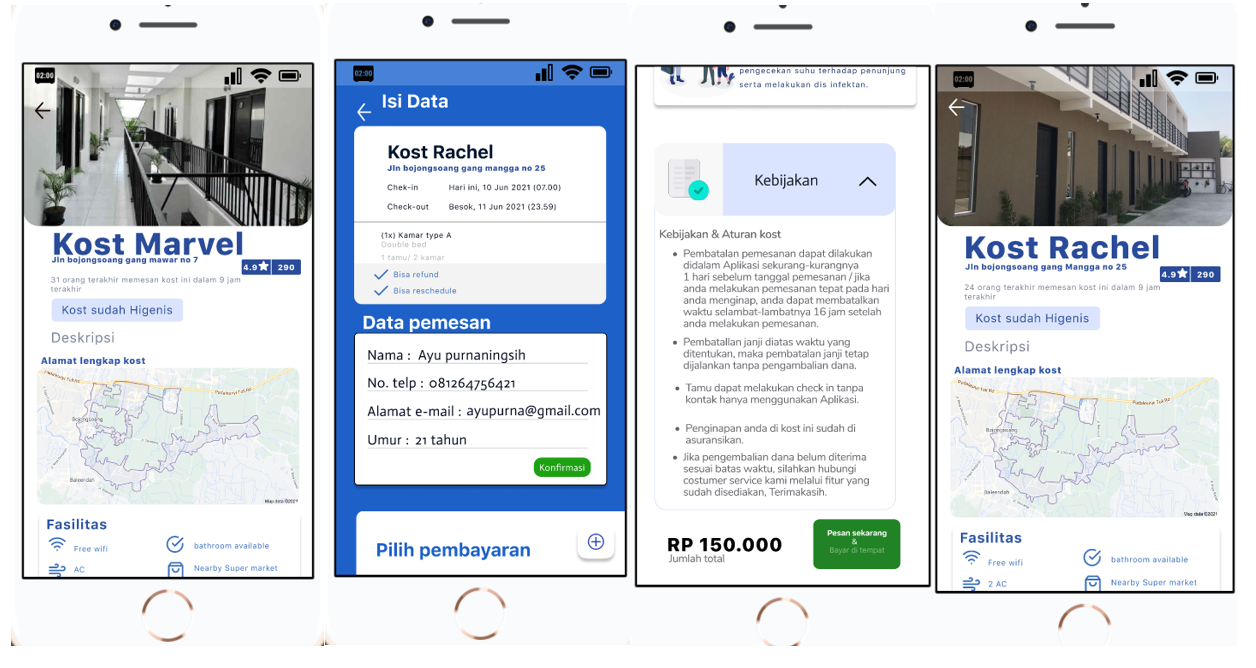 02:00
Kost Marvel
Jln bojongsoang gang mawar no 7
4.9 290
31 orang terakhir memesan kost ini dalam 9 jam
terakhir
Kost sudah Higenis
Deskripsi
Alamat lengkap kost
Bojongsoang
Baleendah
Map data ©2021
Fasilitas
Free wifi
bathroom available
AC
Nearby Super market
02:00
Isi Data
Kost Rachel
Jln bojongsoang gang mangga no 25
Chek-in Hari ini, 10 Jun 2021 (07.00)
Check-out Besok, 11 Jun 2021 (23.59)
(1x) Kamar type A
Double bed
1 tamu/ 2 kamar
Bisa refund
Bisa reschedule
Data pemesan
Nama : Ayu purnaningsih
No. telp : 081264756421
Alamat e-mail : ayupurna@gmail.com
Umur : 21 tahun
Konfirmasi
Pilih pembayaran
pengecekan suhu terhadap penunjung
serta melakukan dis infektan.
Kebijakan
Kebijakan & Aturan kost
Pembatalan pemesanan dapat dilakukan
didalam Aplikasi sekurang-kurangnya
1 hari sebelum tanggal pemesanan / jika
anda melakukan pemesanan tepat pada hari
anda menginap, anda dapat membatalkan
waktu selambat-lambatnya 16 jam setelah
anda melakukan pemesanan.
Pembatallan janji diatas waktu yang
ditentukan, maka pembatalan janji tetap
dijalankan tanpa pengambalian dana.
Tamu dapat melakukan check in tanpa
kontak hanya menggunakan Aplikasi.
Penginapan anda di kost ini sudah di
asuransikan.
Jika pengembalian dana belum diterima
sesuai batas waktu, silahkan hubungi
costumer service kami melalui fitur yang
sudah disediakan, Terimakasih.
RP 150.000
Jumlah total
Pesan sekarang
&
Bayar di tempat
02:00
Kost Rachel
Jln bojongsoang gang Mangga no 25
4.9 290
24 orang terakhir memesan kost ini dalam 9 jam
terakhir
Kost sudah Higenis
Deskripsi
Alamat lengkap kost
Bojongsoang
Baleendah
Map data ©2021
Fasilitas
Free wifi
bathroom available
2 AC
Nearby Super market